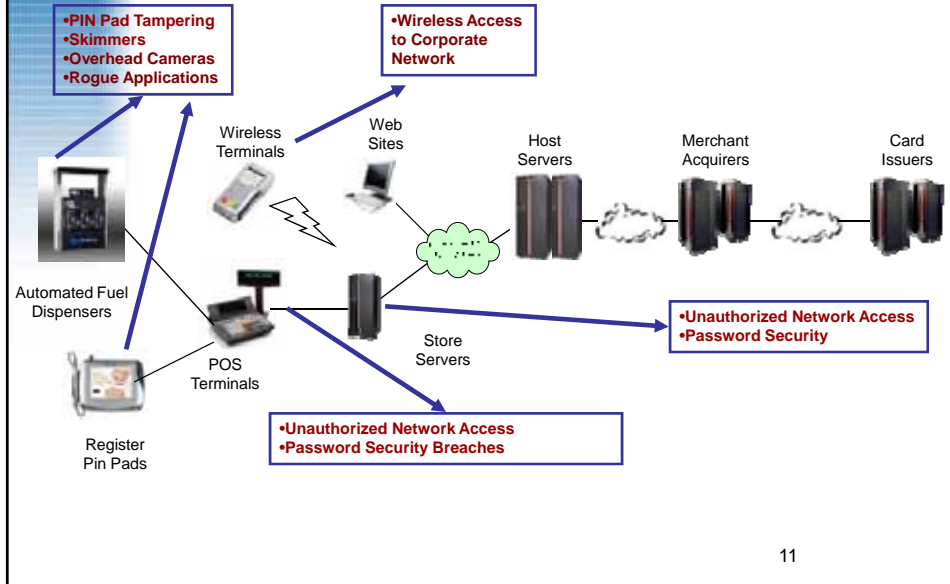 •PIN Pad Tampering
•Skimmers
•Overhead Cameras
•Rogue Applications
•Wireless Access
to Corporate
Network
Wireless
Terminals
Web
Sites
Host
Servers
Merchant
Acquirers
Card
Issuers
Automated Fuel
Dispensers
POS
Terminals
Store
Servers
•Unauthorized Network Access
•Password Security
Register
Pin Pads
•Unauthorized Network Access
•Password Security Breaches
11